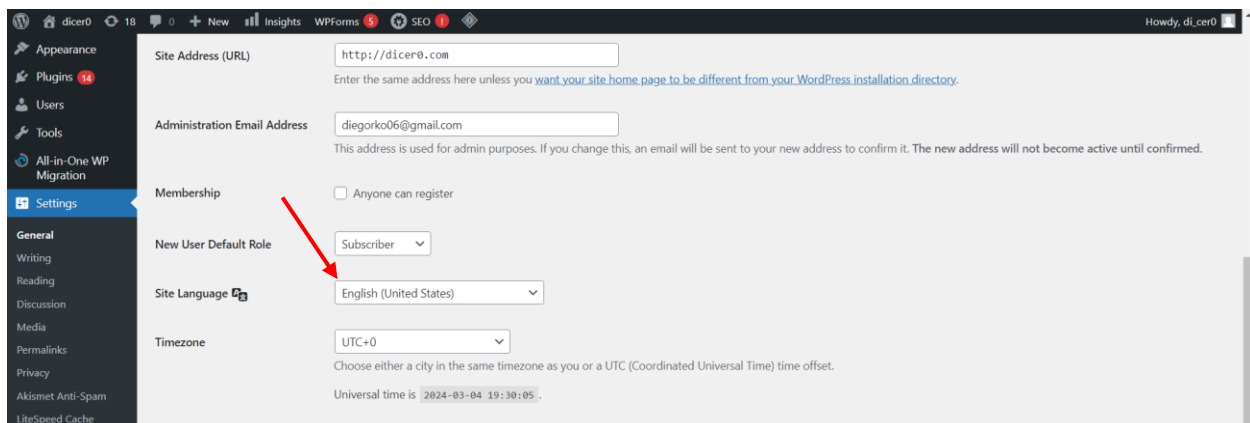 dicer0 18 0 New Insights WPForms 5 SEO ! Howdy, di_cer0
Appearance
Plugins 14
Users
Tools
All-in-One WP
Migration
Settings
General
Writing
Reading
Discussion
Media
Permalinks
Privacy
Akismet Anti-Spam
LiteSpeed Cache
Site Address (URL) http://dicer0.com
Enter the same address here unless you want your site home page to be different from your WordPress installation directory.
Administration Email Address diegorko06@gmail.com
This address is used for admin purposes. If you change this, an email will be sent to your new address to confirm it. The new address will not become active until confirmed.
Membership Anyone can register
New User Default Role Subscriber
Site Language English (United States)
Timezone UTC+0
Choose either a city in the same timezone as you or a UTC (Coordinated Universal Time) time offset.
Universal time is 2024-03-04 19:30:05 .